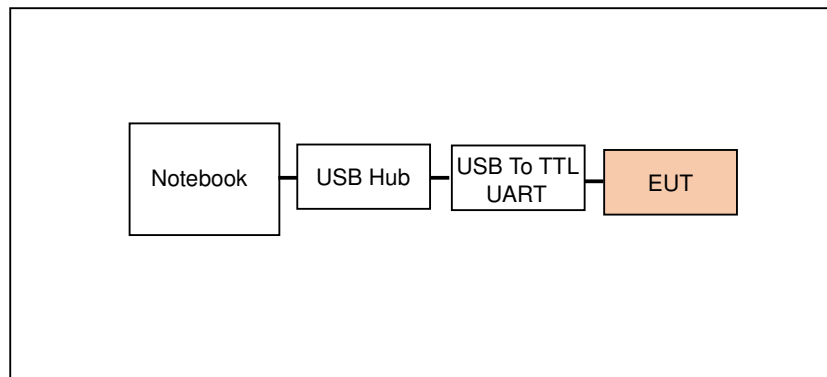 Notebook
USB Hub
USB To TTL
UART
EUT